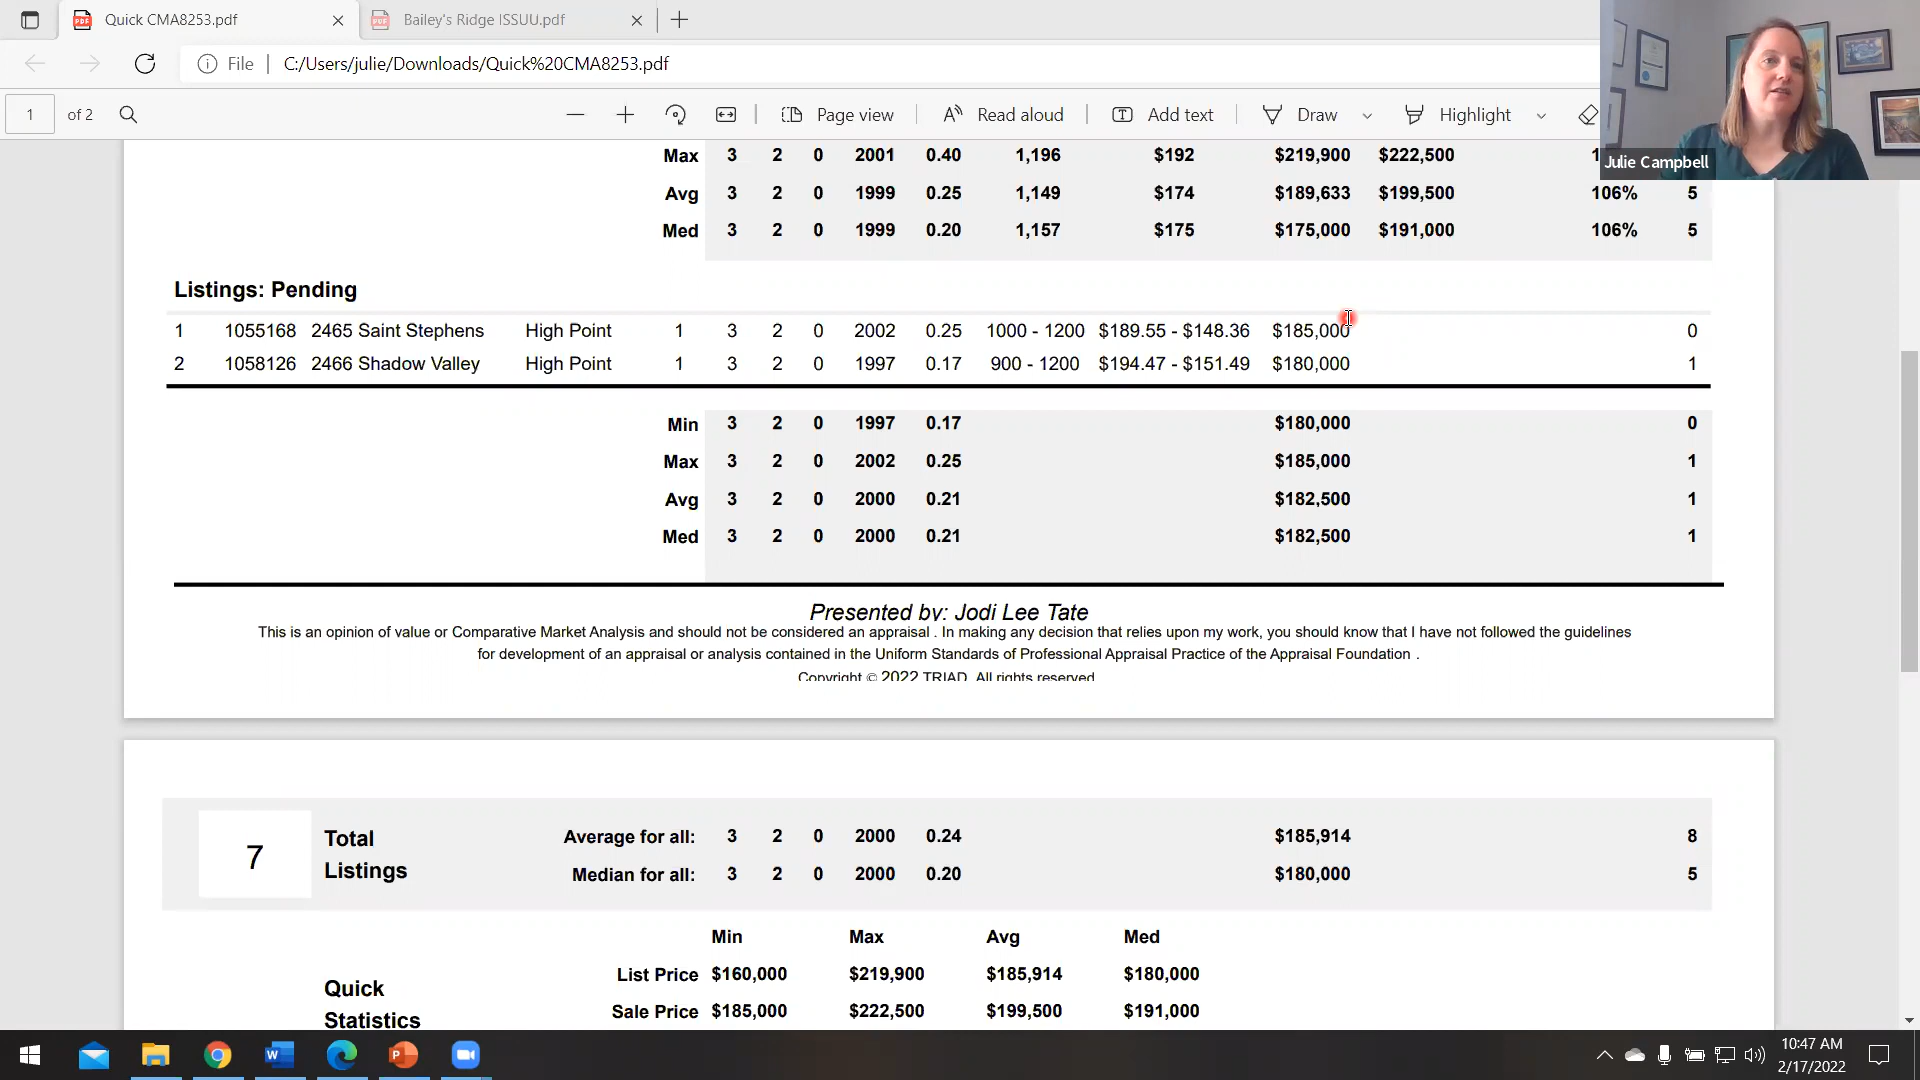 Quick CMA8253.pdf
Bailey's Ridge ISSUU.pdf
File C:/Users/julie/Downloads/Quick%20CMA8253.pdf
1 of 2 Page view Read aloud Add text Draw Highlight
Julie Campbell
Max 3 2 0 2001 0.40 1,196 $192 $219,900 $222,500
Avg 3 2 0 1999 0.25 1,149 $174 $189,633 $199,500 106% 5
Med 3 2 0 1999 0.20 1,157 $175 $175,000 $191,000 106% 5
Listings: Pending
1 1055168 2465 Saint Stephens High Point 1 3 2 0 2002 0.25 1000 - 1200 $189.55 - $148.36 $185,000 0
2 1058126 2466 Shadow Valley High Point 1 3 2 0 1997 0.17 900 - 1200 $194.47 - $151.49 $180,000 1
Min 3 2 0 1997 0.17 $180,000 0
Max 3 2 0 2002 0.25 $185,000 1
Avg 3 2 0 2000 0.21 $182,500 1
Med 3 2 0 2000 0.21 $182,500 1
Presented by: Jodi Lee Tate
This is an opinion of value or Comparative Market Analysis and should not be considered an appraisal . In making any decision that relies upon my work, you should know that I have not followed the guidelines
for development of an appraisal or analysis contained in the Uniform Standards of Professional Appraisal Practice of the Appraisal Foundation .
Copyright © 2022 TRIAD. All rights reserved
7 Total Listings
Average for all: 3 2 0 2000 0.24 $185,914 8
Median for all: 3 2 0 2000 0.20 $180,000 5
Min Max Avg Med
Quick Statistics
List Price $160,000 $219,900 $185,914 $180,000
Sale Price $185,000 $222,500 $199,500 $191,000
10:47 AM
2/17/2022